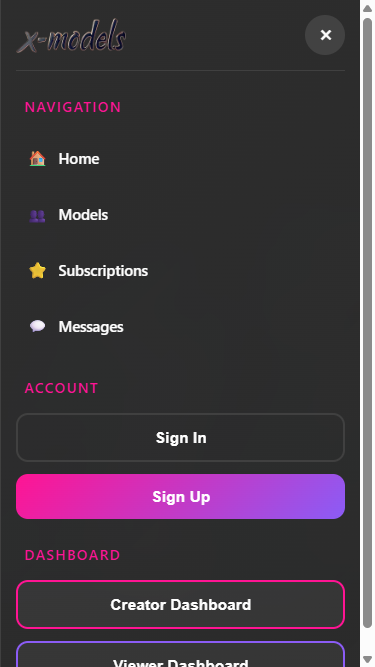 x-models
×
NAVIGATION
Home
Models
Subscriptions
Messages
ACCOUNT
Sign In
Sign Up
DASHBOARD
Creator Dashboard
Viewer Dashboard